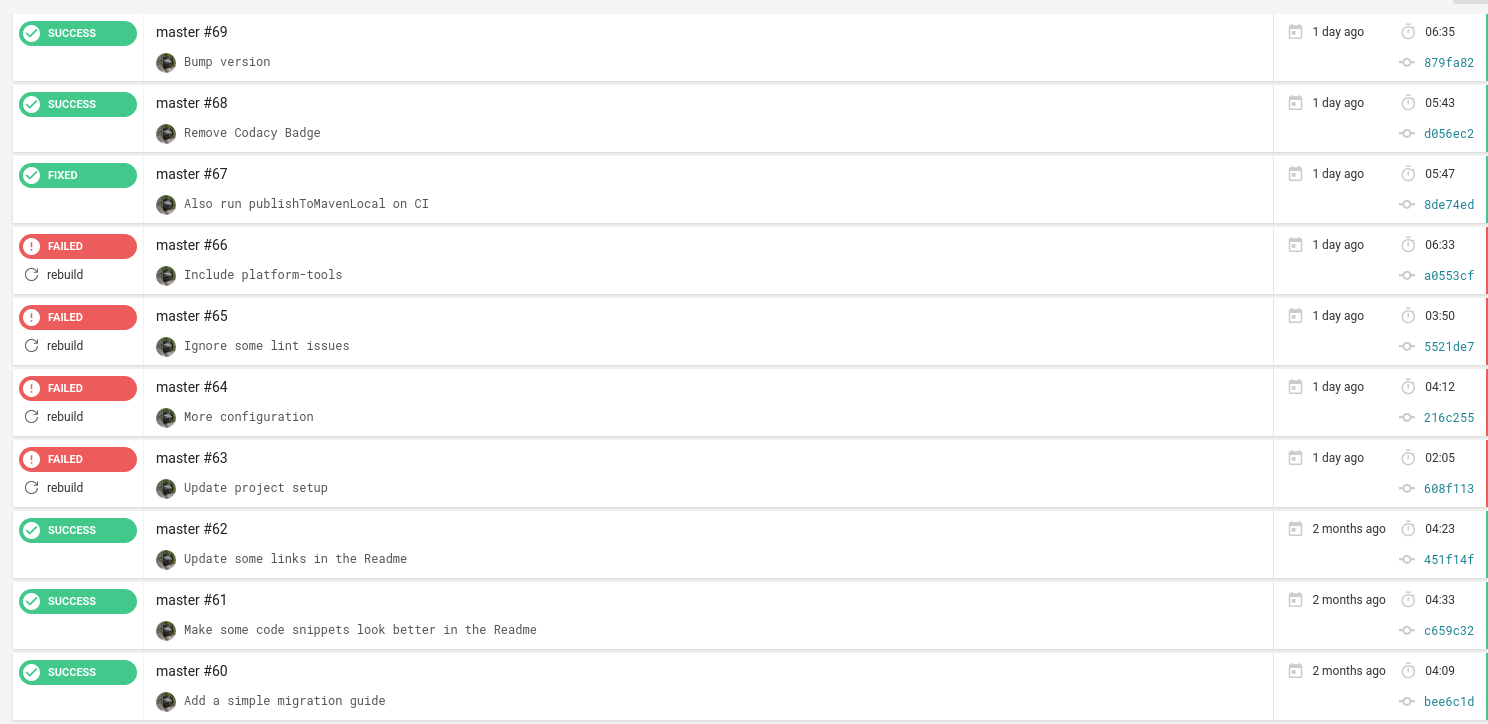 SUCCESS
master #69
1 day ago
06:35
Bump version
879fa82
SUCCESS
master #68
1 day ago
05:43
Remove Codacy Badge
d056ec2
FIXED
master #67
1 day ago
05:47
Also run publishToMavenLocal on CI
8de74ed
FAILED
master #66
1 day ago
06:33
rebuild
Include platform-tools
a0553cf
FAILED
master #65
1 day ago
03:50
rebuild
Ignore some lint issues
5521de7
FAILED
master #64
1 day ago
04:12
rebuild
More configuration
216c255
FAILED
master #63
1 day ago
02:05
rebuild
Update project setup
608f113
SUCCESS
master #62
2 months ago
04:23
Update some links in the Readme
451f14f
SUCCESS
master #61
2 months ago
04:33
Make some code snippets look better in the Readme
c659c32
SUCCESS
master #60
2 months ago
04:09
Add a simple migration guide
bee6c1d